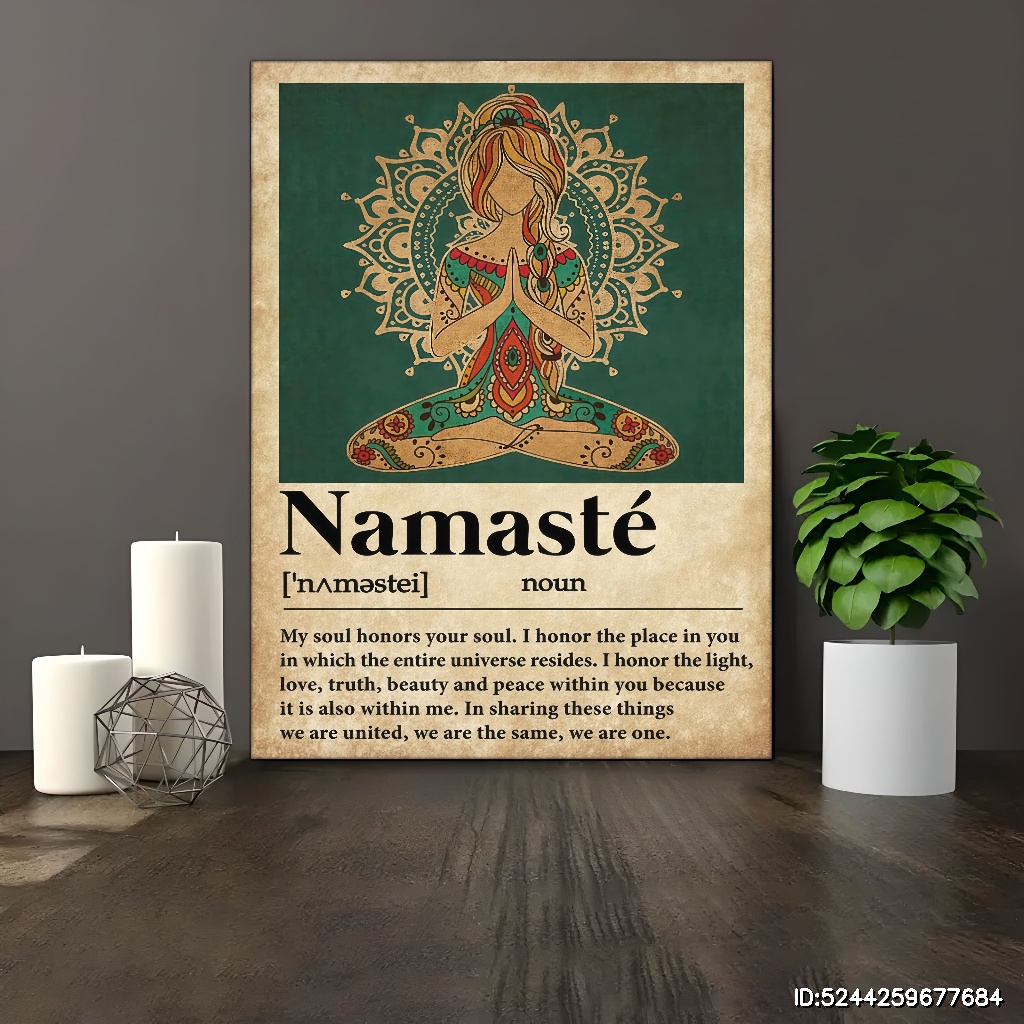 Namasté
['nʌməstei] noun
My soul honors your soul. I honor the place in you
in which the entire universe resides. I honor the light,
love, truth, beauty and peace within you because
it is also within me. In sharing these things
we are united, we are the same, we are one.
ID:5244259677684